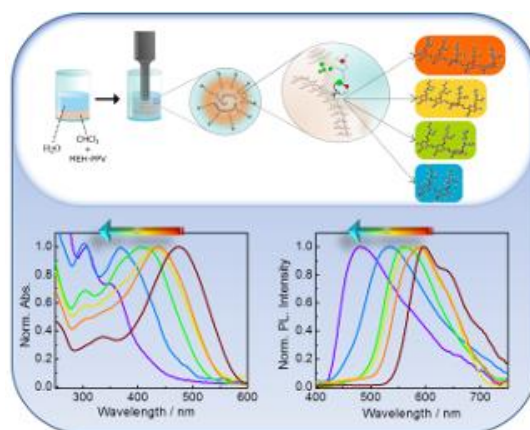 H₂O
CHCl₃
+
MEH-PPV
Norm. Abs.
1.0
0.8
0.6
0.4
0.2
0.0
300 400 500 600
Wavelength / nm
Norm. PL. Intensity
1.0
0.8
0.6
0.4
0.2
0.0
400 500 600 700
Wavelength / nm